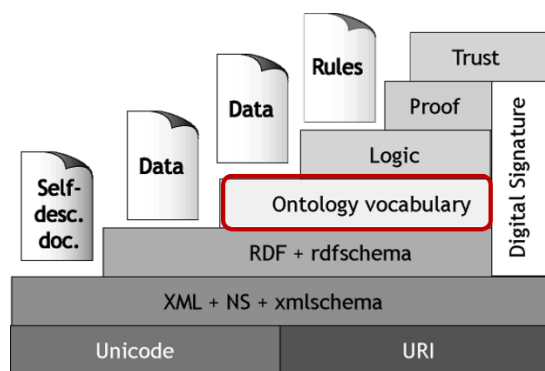 Trust
Rules
Proof
Data
Logic
Data
Self-
desc.
doc.
Ontology vocabulary
Digital Signature
RDF + rdfschema
XML + NS + xmlschema
Unicode
URI